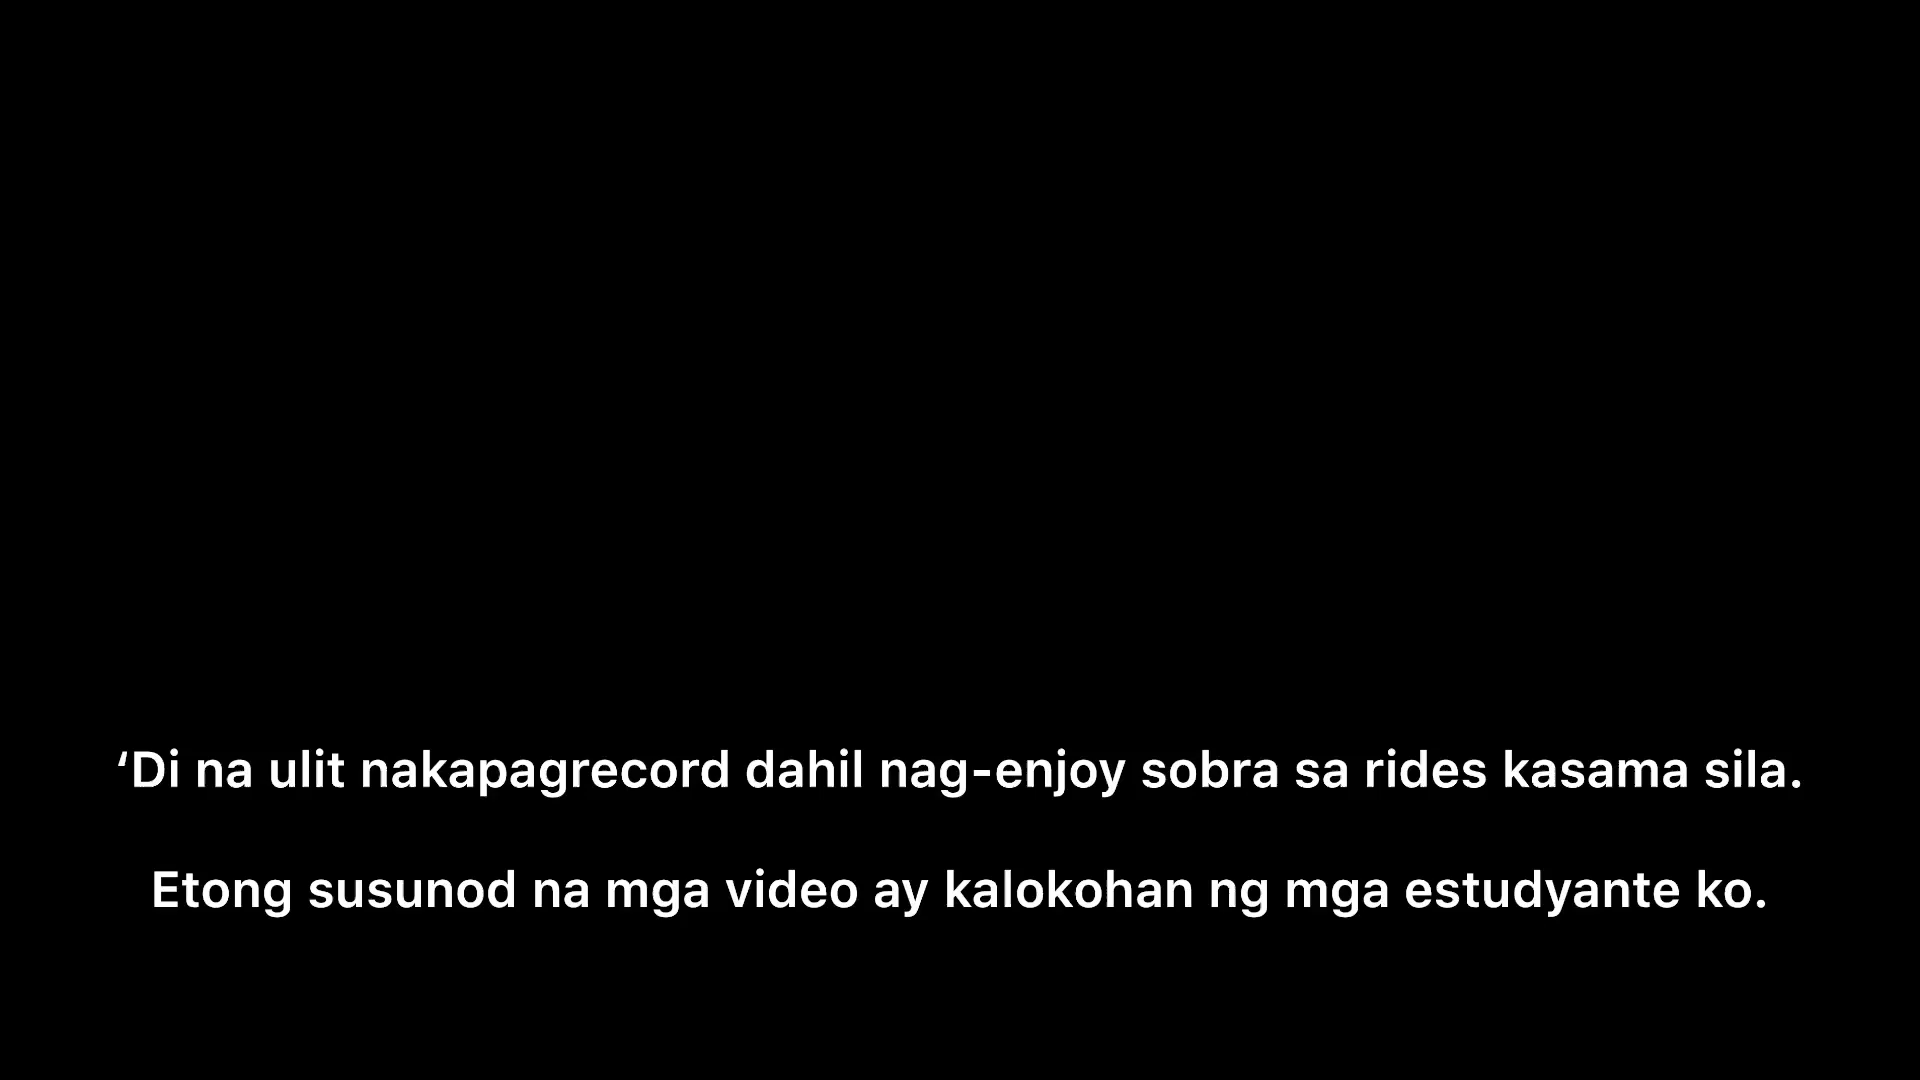 ‘Di na ulit nakapagrecord dahil nag-enjoy sobra sa rides kasama sila.
Etong susunod na mga video ay kalokohan ng mga estudyante ko.